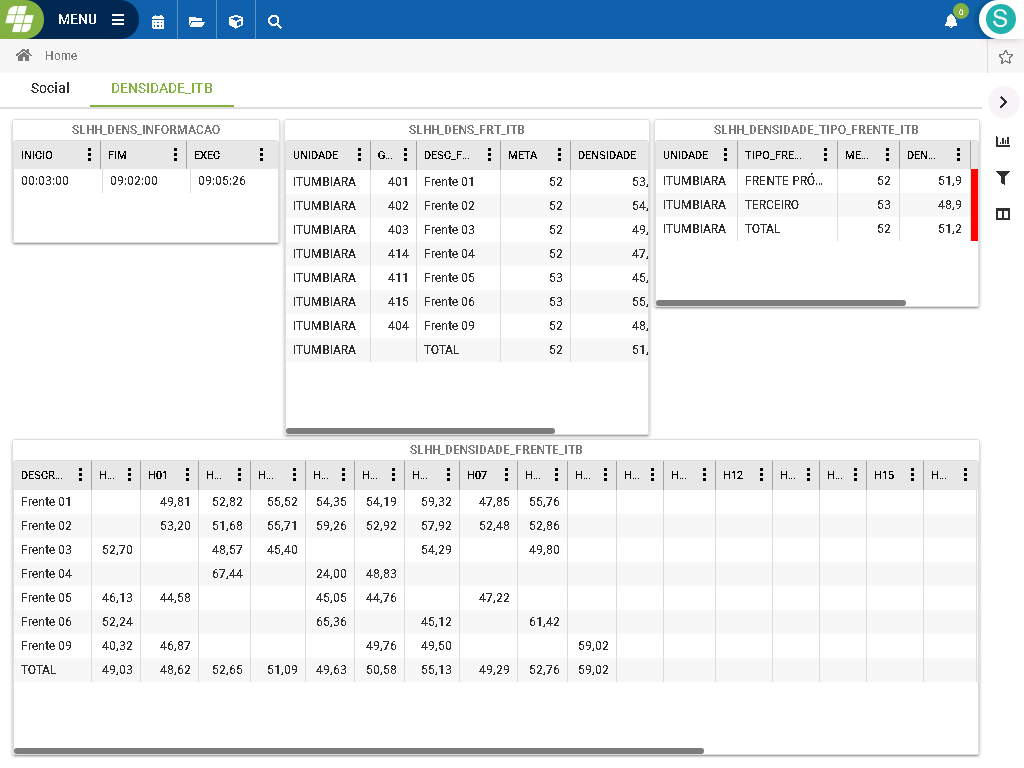 MENU
0
S
Home
Social DENSIDADE_ITB
SLHH_DENS_INFORMACAO
INICIO FIM EXEC
00:03:00 09:02:00 09:05:26
SLHH_DENS_FRT_ITB
UNIDADE G... DESC_F... META DENSIDADE
ITUMBIARA 401 Frente 01 52 53,
ITUMBIARA 402 Frente 02 52 54,
ITUMBIARA 403 Frente 03 52 49,
ITUMBIARA 414 Frente 04 52 47,
ITUMBIARA 411 Frente 05 53 45,
ITUMBIARA 415 Frente 06 53 55,
ITUMBIARA 404 Frente 09 52 48,
ITUMBIARA TOTAL 52 51,
SLHH_DENSIDADE_TIPO_FRENTE_ITB
UNIDADE TIPO_FRE... ME... DEN...
ITUMBIARA FRENTE PRÓ... 52 51,9
ITUMBIARA TERCEIRO 53 48,9
ITUMBIARA TOTAL 52 51,2
SLHH_DENSIDADE_FRENTE_ITB
DESCR... H... H01 H... H... H... H... H... H07 H... H... H... H... H12 H... H... H15 H...
Frente 01 49,81 52,82 55,52 54,35 54,19 59,32 47,85 55,76
Frente 02 53,20 51,68 55,71 59,26 52,92 57,92 52,48 52,86
Frente 03 52,70 48,57 45,40 54,29 49,80
Frente 04 67,44 24,00 48,83
Frente 05 46,13 44,58 45,05 44,76 47,22
Frente 06 52,24 65,36 45,12 61,42
Frente 09 40,32 46,87 49,76 49,50 59,02
TOTAL 49,03 48,62 52,65 51,09 49,63 50,58 55,13 49,29 52,76 59,02